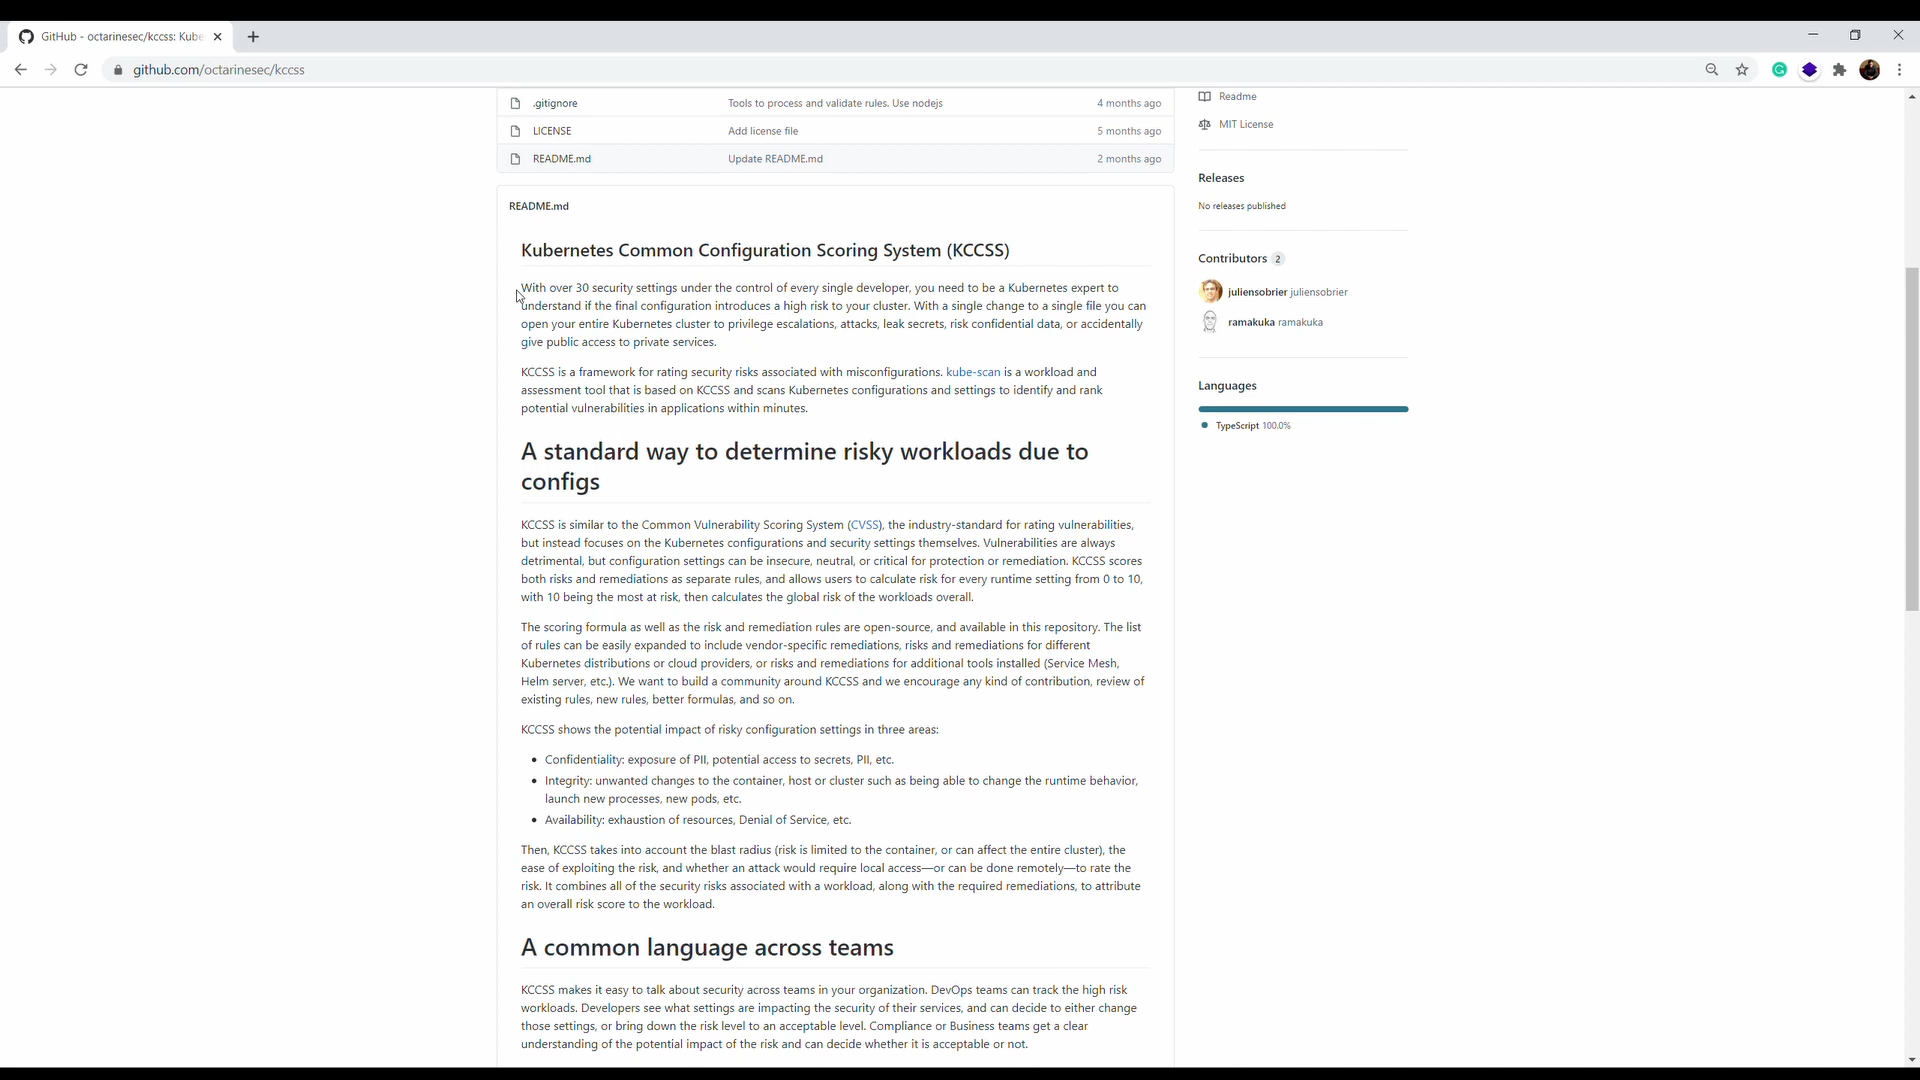 GitHub - octarinesec/kccss: Kube
github.com/octarinesec/kccss
.gitignore Tools to process and validate rules. Use nodejs 4 months ago
LICENSE Add license file 5 months ago
README.md Update README.md 2 months ago
README.md
Kubernetes Common Configuration Scoring System (KCCSS)
With over 30 security settings under the control of every single developer, you need to be a Kubernetes expert to
understand if the final configuration introduces a high risk to your cluster. With a single change to a single file you can
open your entire Kubernetes cluster to privilege escalations, attacks, leak secrets, risk confidential data, or accidentally
give public access to private services.
KCCSS is a framework for rating security risks associated with misconfigurations. kube-scan is a workload and
assessment tool that is based on KCCSS and scans Kubernetes configurations and settings to identify and rank
potential vulnerabilities in applications within minutes.
A standard way to determine risky workloads due to
configs
KCCSS is similar to the Common Vulnerability Scoring System (CVSS), the industry-standard for rating vulnerabilities,
but instead focuses on the Kubernetes configurations and security settings themselves. Vulnerabilities are always
detrimental, but configuration settings can be insecure, neutral, or critical for protection or remediation. KCCSS scores
both risks and remediations as separate rules, and allows users to calculate risk for every runtime setting from 0 to 10,
with 10 being the most at risk, then calculates the global risk of the workloads overall.
The scoring formula as well as the risk and remediation rules are open-source, and available in this repository. The list
of rules can be easily expanded to include vendor-specific remediations, risks and remediations for different
Kubernetes distributions or cloud providers, or risks and remediations for additional tools installed (Service Mesh,
Helm server, etc.). We want to build a community around KCCSS and we encourage any kind of contribution, review of
existing rules, new rules, better formulas, and so on.
KCCSS shows the potential impact of risky configuration settings in three areas:
• Confidentiality: exposure of PII, potential access to secrets, PII, etc.
• Integrity: unwanted changes to the container, host or cluster such as being able to change the runtime behavior,
launch new processes, new pods, etc.
• Availability: exhaustion of resources, Denial of Service, etc.
Then, KCCSS takes into account the blast radius (risk is limited to the container, or can affect the entire cluster), the
ease of exploiting the risk, and whether an attack would require local access—or can be done remotely—to rate the
risk. It combines all of the security risks associated with a workload, along with the required remediations, to attribute
an overall risk score to the workload.
A common language across teams
KCCSS makes it easy to talk about security across teams in your organization. DevOps teams can track the high risk
workloads. Developers see what settings are impacting the security of their services, and can decide to either change
those settings, or bring down the risk level to an acceptable level. Compliance or Business teams get a clear
understanding of the potential impact of the risk and can decide whether it is acceptable or not.
Readme
MIT License
Releases
No releases published
Contributors 2
juliensobrier juliensobrier
ramakuka ramakuka
Languages
TypeScript 100.0%